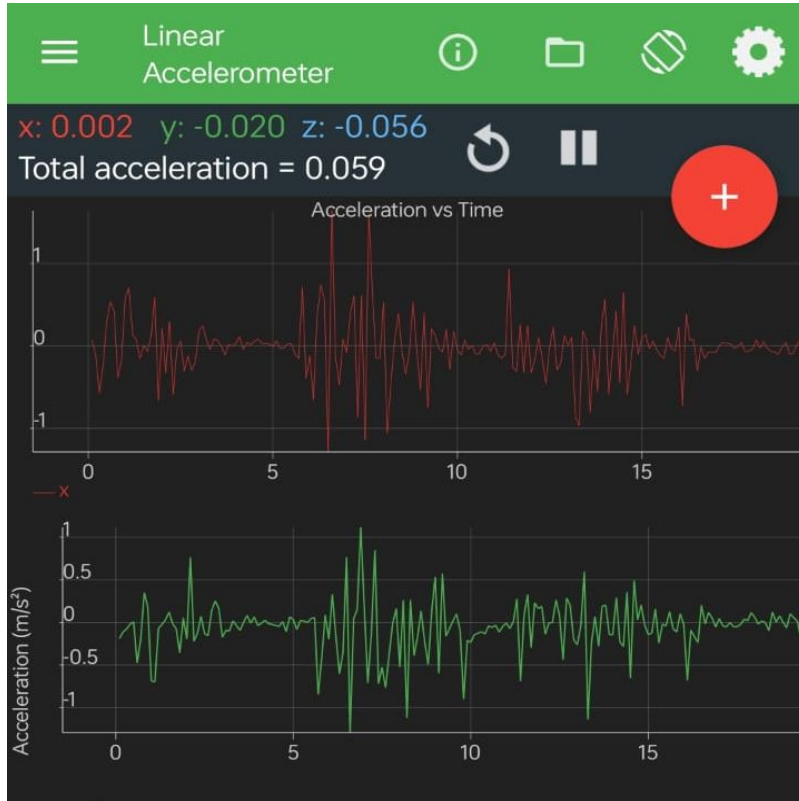 Linear
Accelerometer
x: 0.002 y: -0.020 z: -0.056
Total acceleration = 0.059
+
Acceleration vs Time
1
0
-1
0 5 10 15
x
Acceleration (m/s²)
1
0.5
0
-0.5
-1
0 5 10 15